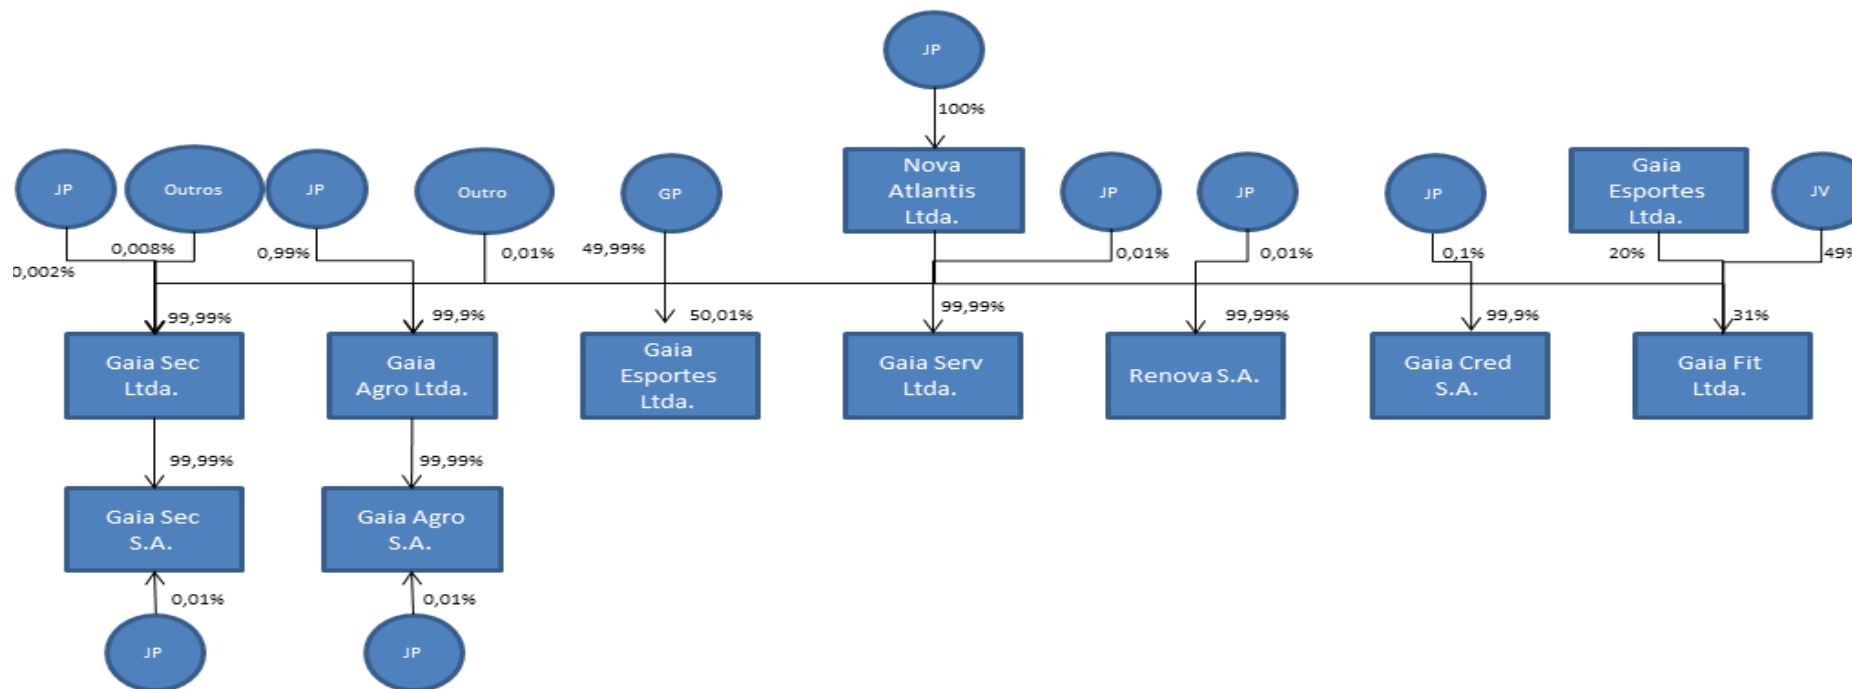 JP
100%
JP
Outros
JP
Outro
GP
Nova
Atlantis
Ltda.
JP
JP
JP
Gaia
Esportes
Ltda.
JV
0,002%
0,008%
0,99%
0,01%
49,99%
0,01%
0,01%
0,1%
20%
49%
99,99%
99,9%
50,01%
99,99%
99,99%
99,9%
31%
Gaia Sec
Ltda.
Gaia
Agro Ltda.
Gaia
Esportes
Ltda.
Gaia Serv
Ltda.
Renova S.A.
Gaia Cred
S.A.
Gaia Fit
Ltda.
99,99%
99,99%
Gaia Sec
S.A.
Gaia Agro
S.A.
0,01%
0,01%
JP
JP